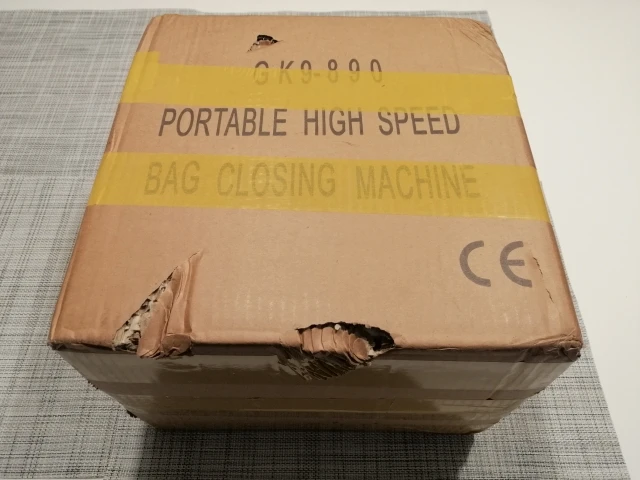 GK9-890
PORTABLE HIGH SPEED
BAG CLOSING MACHINE
CE